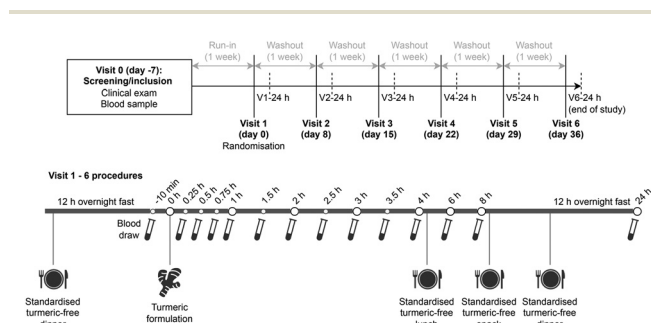 Run-in
(1 week)
Washout
(1 week)
Washout
(1 week)
Washout
(1 week)
Washout
(1 week)
Washout
(1 week)
Visit 0 (day -7):
Screening/inclusion
Clinical exam
Blood sample
V1-24 h
V2-24 h
V3-24 h
V4-24 h
V5-24 h
V6-24 h
(end of study)
Visit 1
(day 0)
Randomisation
Visit 2
(day 8)
Visit 3
(day 15)
Visit 4
(day 22)
Visit 5
(day 29)
Visit 6
(day 36)
Visit 1 - 6 procedures
12 h overnight fast
-10 min
0 h
0.25 h
0.5 h
0.75 h
1 h
1.5 h
2 h
2.5 h
3 h
3.5 h
4 h
6 h
8 h
12 h overnight fast
24 h
Blood
draw
Standardised
turmeric-free
dinner
Turmeric
formulation
Standardised
turmeric-free
lunch
Standardised
turmeric-free
snack
Standardised
turmeric-free
dinner